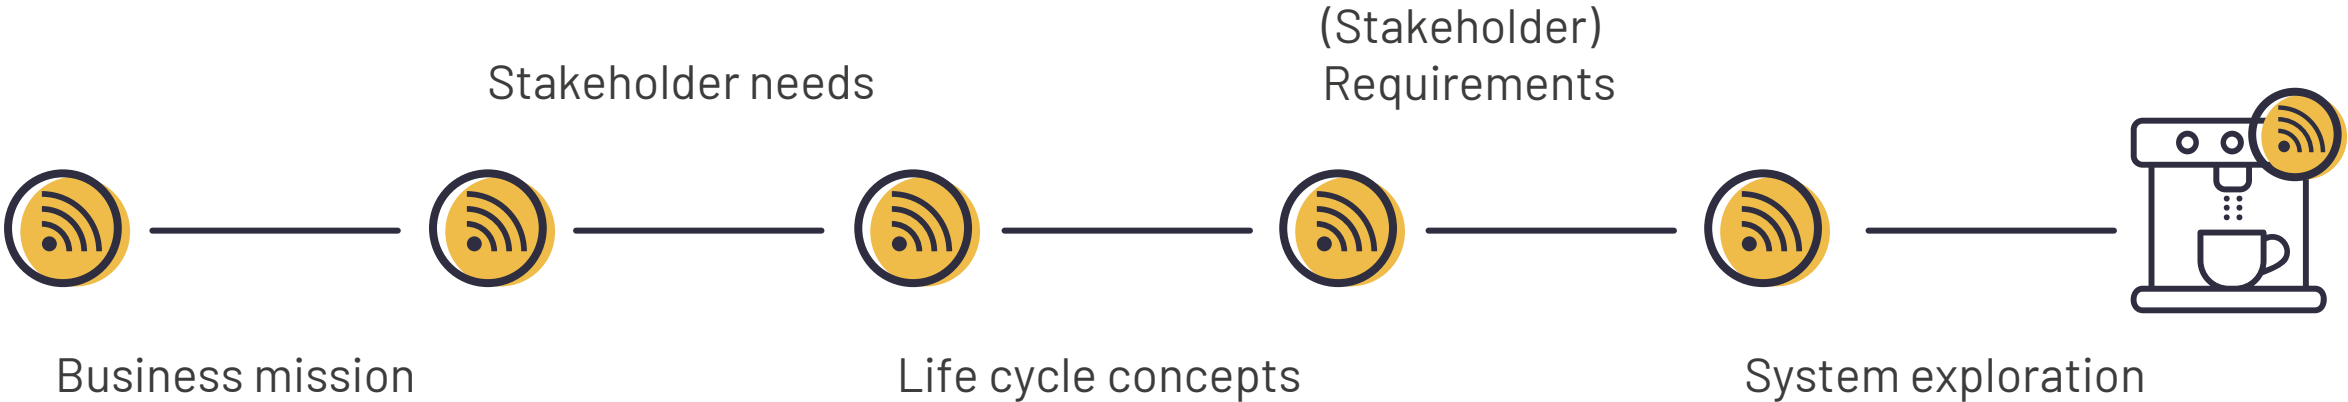 Business mission
Stakeholder needs
Life cycle concepts
(Stakeholder)
Requirements
System exploration